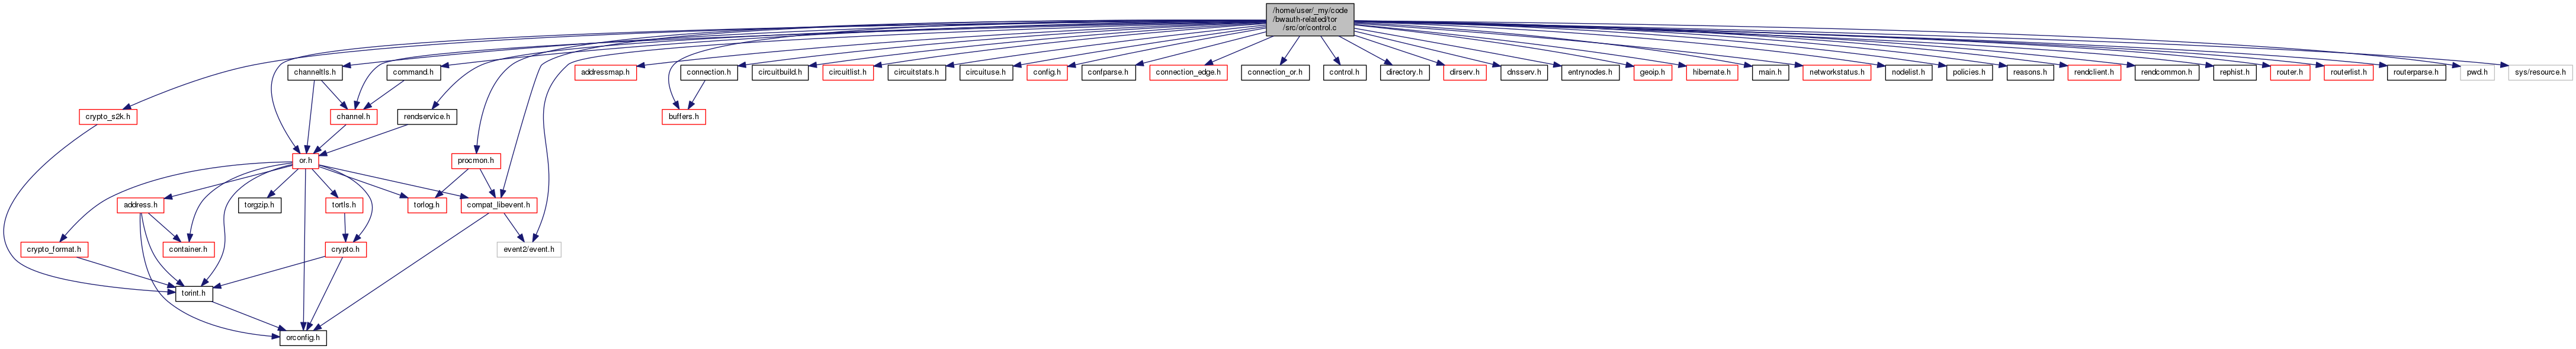 /home/user/_my/code
/bwauth-related/tor
/src/or/control.c
channeltls.h
command.h
addressmap.h
connection.h
circuitbuild.h
circuitlist.h
circuitstats.h
circuituse.h
config.h
confparse.h
connection_edge.h
connection_or.h
control.h
directory.h
dirserv.h
dnsserv.h
entrynodes.h
geoip.h
hibernate.h
main.h
networkstatus.h
nodelist.h
policies.h
reasons.h
rendclient.h
rendcommon.h
rephist.h
router.h
routerlist.h
routerparse.h
pwd.h
sys/resource.h
crypto_s2k.h
channel.h
rendservice.h
buffers.h
or.h
procmon.h
address.h
torgzip.h
tortls.h
torlog.h
compat_libevent.h
crypto_format.h
container.h
crypto.h
event2/event.h
torint.h
orconfig.h